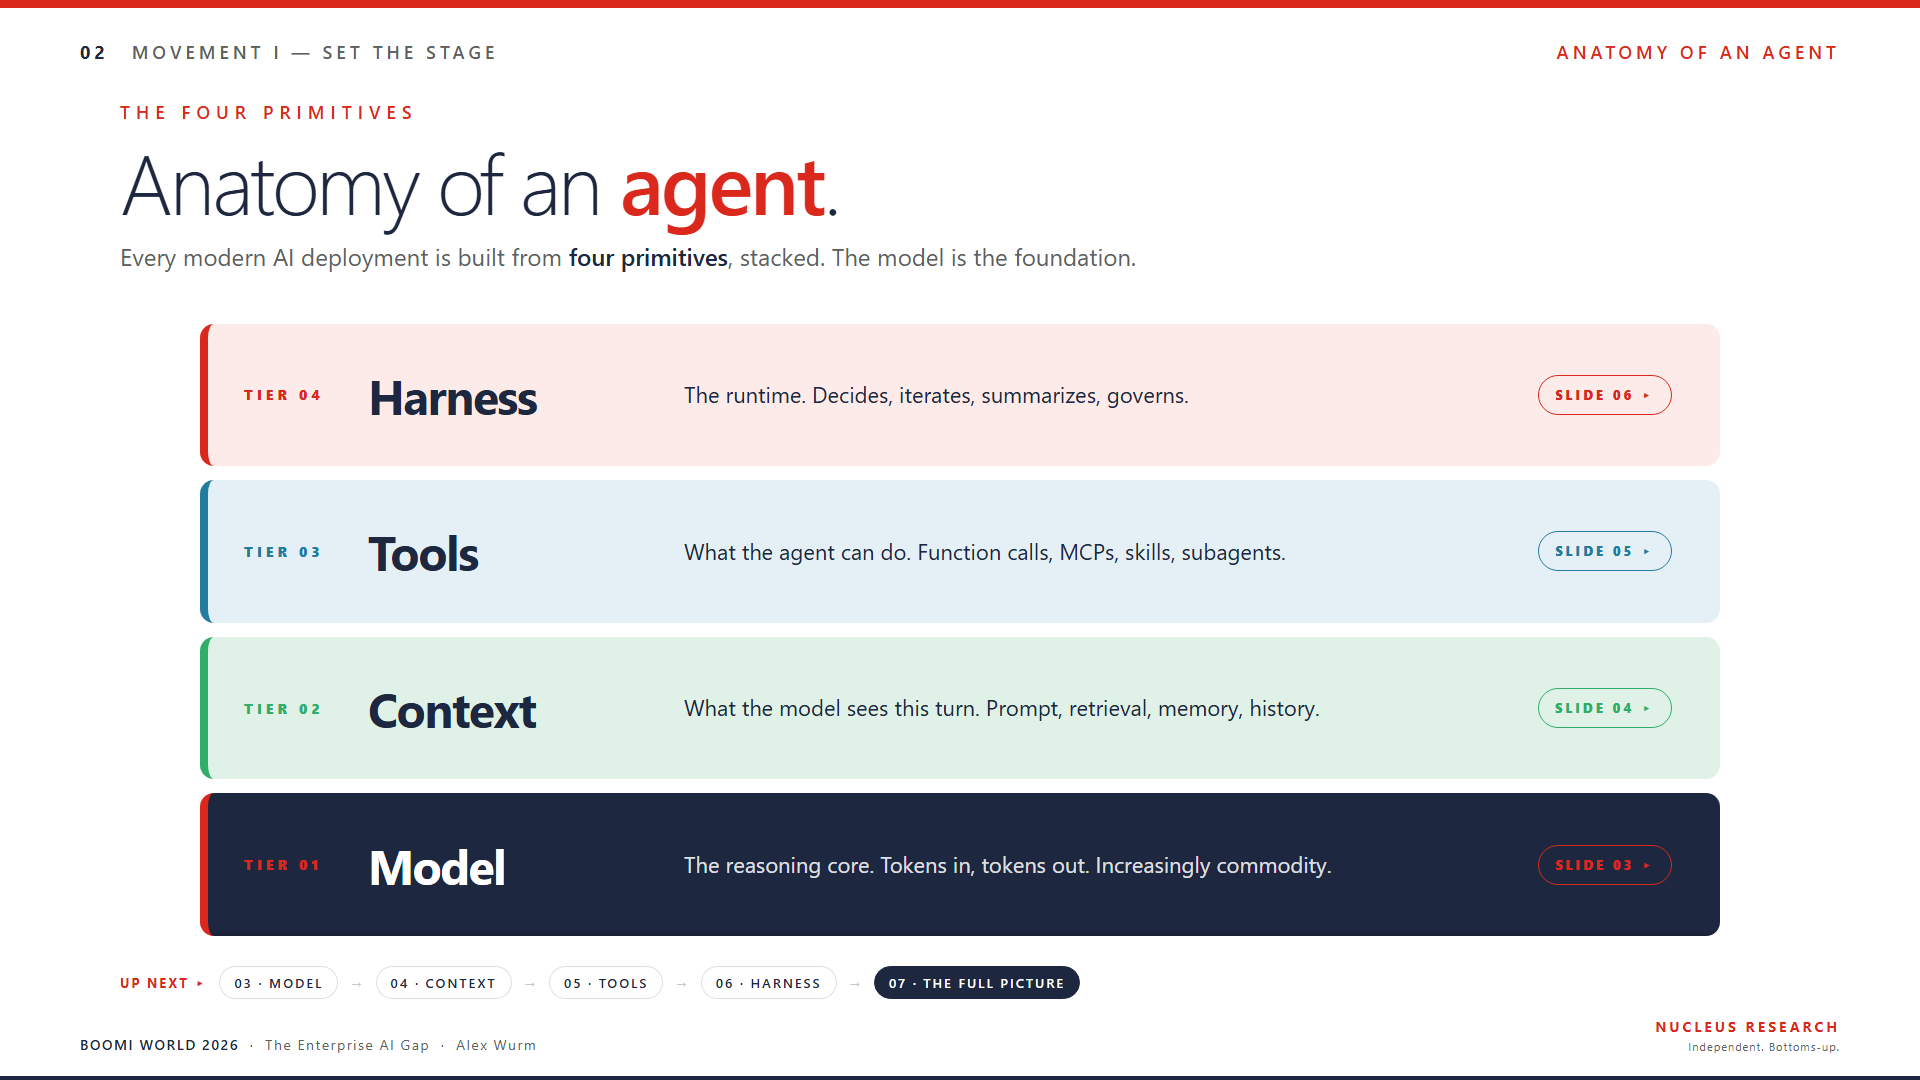 02 MOVEMENT I — SET THE STAGE
ANATOMY OF AN AGENT
THE FOUR PRIMITIVES
Anatomy of an agent.
Every modern AI deployment is built from four primitives, stacked. The model is the foundation.
TIER 04 Harness The runtime. Decides, iterates, summarizes, governs. SLIDE 06 ▸
TIER 03 Tools What the agent can do. Function calls, MCPs, skills, subagents. SLIDE 05 ▸
TIER 02 Context What the model sees this turn. Prompt, retrieval, memory, history. SLIDE 04 ▸
TIER 01 Model The reasoning core. Tokens in, tokens out. Increasingly commodity. SLIDE 03 ▸
UP NEXT ▸ 03 · MODEL → 04 · CONTEXT → 05 · TOOLS → 06 · HARNESS → 07 · THE FULL PICTURE
BOOMI WORLD 2026 · The Enterprise AI Gap · Alex Wurm
NUCLEUS RESEARCH
Independent. Bottoms-up.